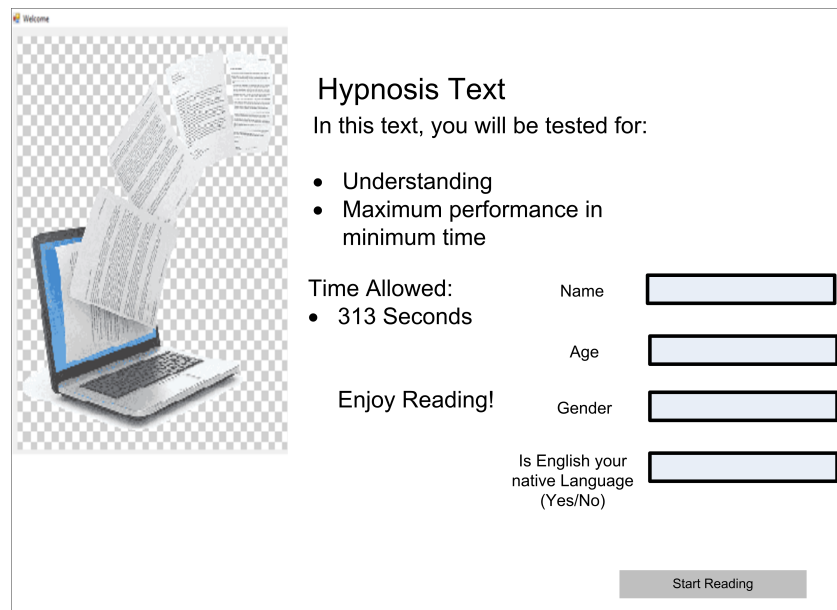 Welcome
Hypnosis Text
In this text, you will be tested for:
• Understanding
• Maximum performance in
minimum time
Time Allowed:
• 313 Seconds
Enjoy Reading!
Name
Age
Gender
Is English your
native Language
(Yes/No)
Start Reading